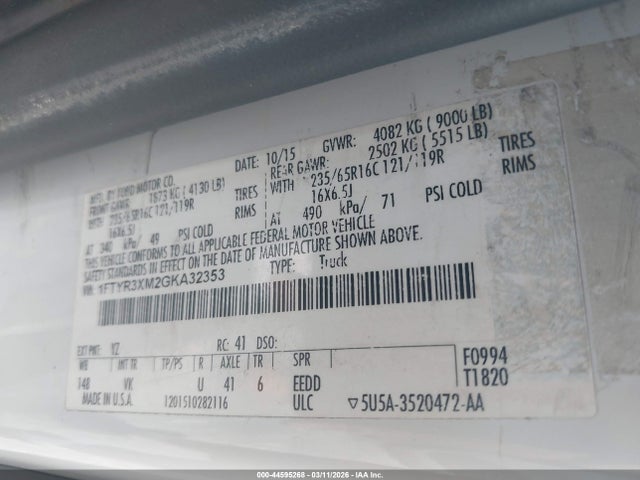 MFD. BY FORD MOTOR CO. DATE: 10/15 GVWR: 4082 KG ( 9000 LB)
FRONT GAWR: 1873 KG ( 4130 LB) REAR GAWR: 2502 KG ( 5515 LB)
WITH 235/65R16C 121/119R TIRES WITH 235/65R16C 121/119R TIRES
16X6.5J RIMS 16X6.5J RIMS
AT 340 kPa/ 49 PSI COLD AT 490 kPa/ 71 PSI COLD
THIS VEHICLE CONFORMS TO ALL APPLICABLE FEDERAL MOTOR VEHICLE
SAFETY STANDARDS IN EFFECT ON THE DATE OF MANUFACTURE SHOWN ABOVE.
VIN: 1FTYR3XM2GKA32353 TYPE: Truck
EXT PNT: YZ RC: 41 DSO: F0994
WB INT TR TP/PS R AXLE TR SPR T1820
148 VK U 41 6 EEDD
MADE IN U.S.A. 1201510282116 ULC ▽5U5A-3520472-AA
000-44595268 - 03/11/2026 - IAA Inc.